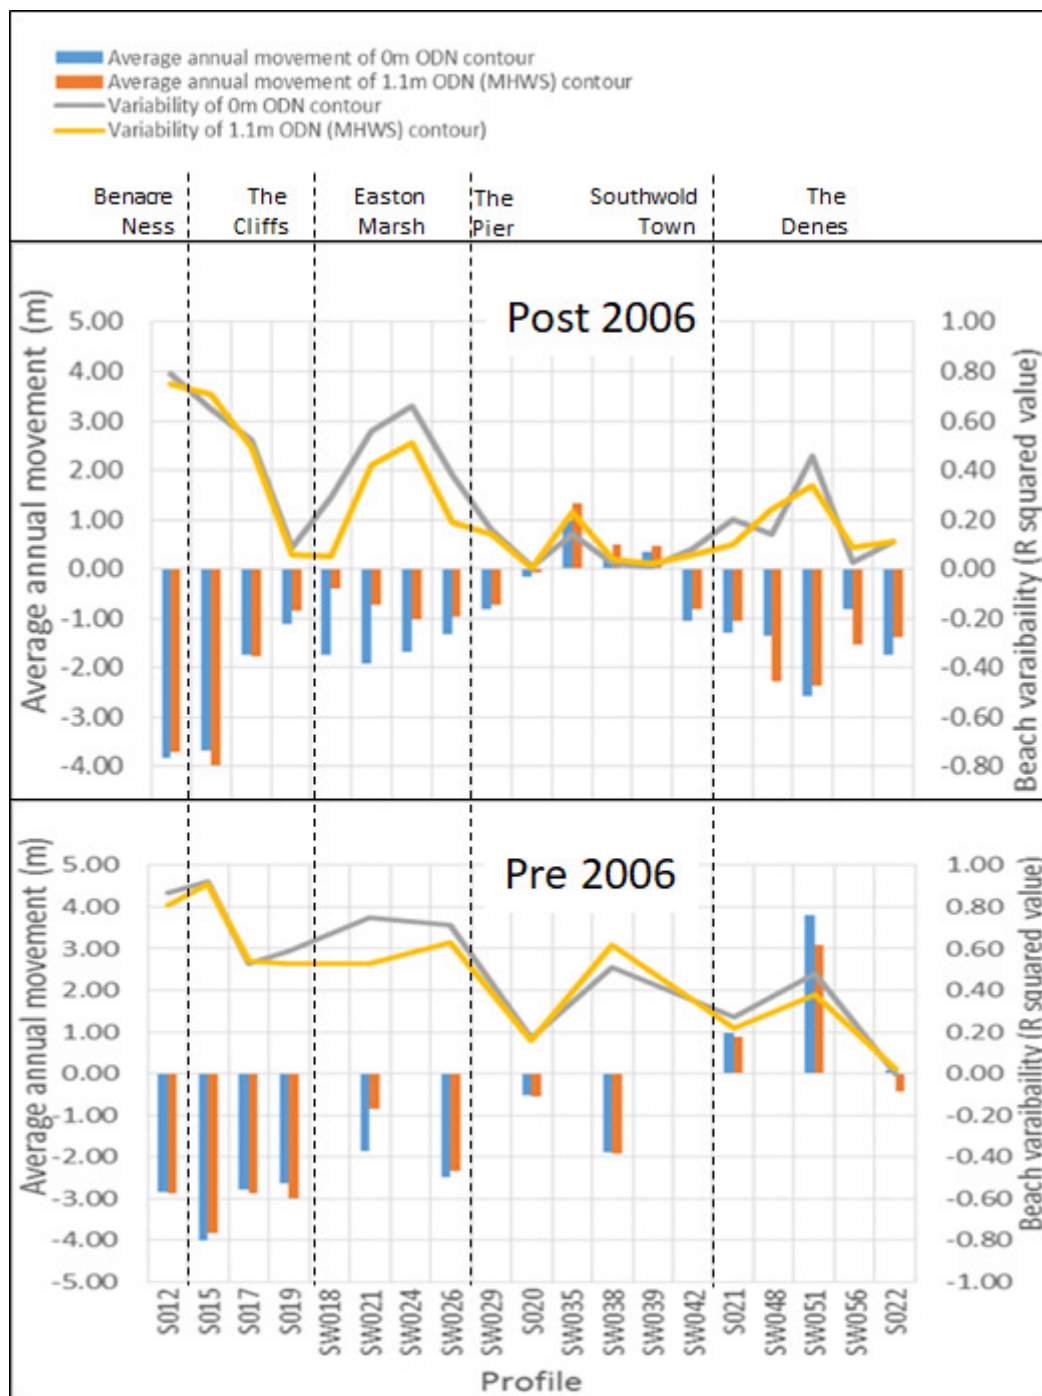 Average annual movement of 0m ODN contour
Average annual movement of 1.1m ODN (MHWS) contour
Variability of 0m ODN contour
Variability of 1.1m ODN (MHWS) contour)
Benacre Ness
The Cliffs
Easton Marsh
The Pier
Southwold Town
The Denes
Post 2006
Average annual movement (m)
5.00
4.00
3.00
2.00
1.00
0.00
-1.00
-2.00
-3.00
-4.00
1.00
0.80
0.60
0.40
0.20
0.00
-0.20
-0.40
-0.60
-0.80
Beach varaibaility (R squared value)
Pre 2006
Average annual movement (m)
5.00
4.00
3.00
2.00
1.00
0.00
-1.00
-2.00
-3.00
-4.00
-5.00
1.00
0.80
0.60
0.40
0.20
0.00
-0.20
-0.40
-0.60
-0.80
-1.00
Beach varaibaility (R squared value)
S012
S015
S017
S019
SW018
SW021
SW024
SW026
SW029
S020
SW035
SW038
SW039
SW042
S021
SW048
SW051
SW056
S022
Profile